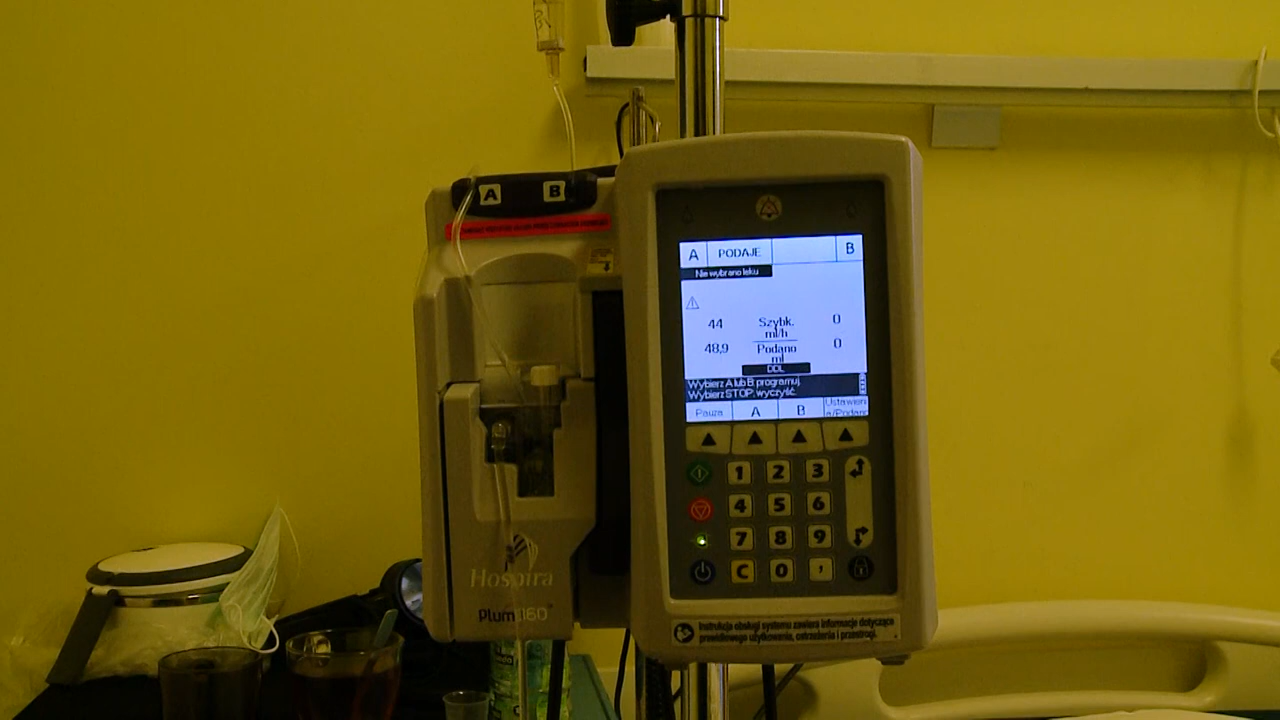 A B
A PODAJE B
Nie wybrano leku
44 Szybk. 0
ml/h
48,9 Podano 0
ml
DDL
Wybierz A lub B: programuj.
Wybierz STOP: wyczyść.
Pauza A B Ustawieni
a/Podano
1 2 3
4 5 6
7 8 9
C 0 ,
Hospira
Plum 360
Instrukcja obsługi systemu zawiera informacje dotyczące
prawidłowego użytkowania, ostrzeżenia i przestrogi.